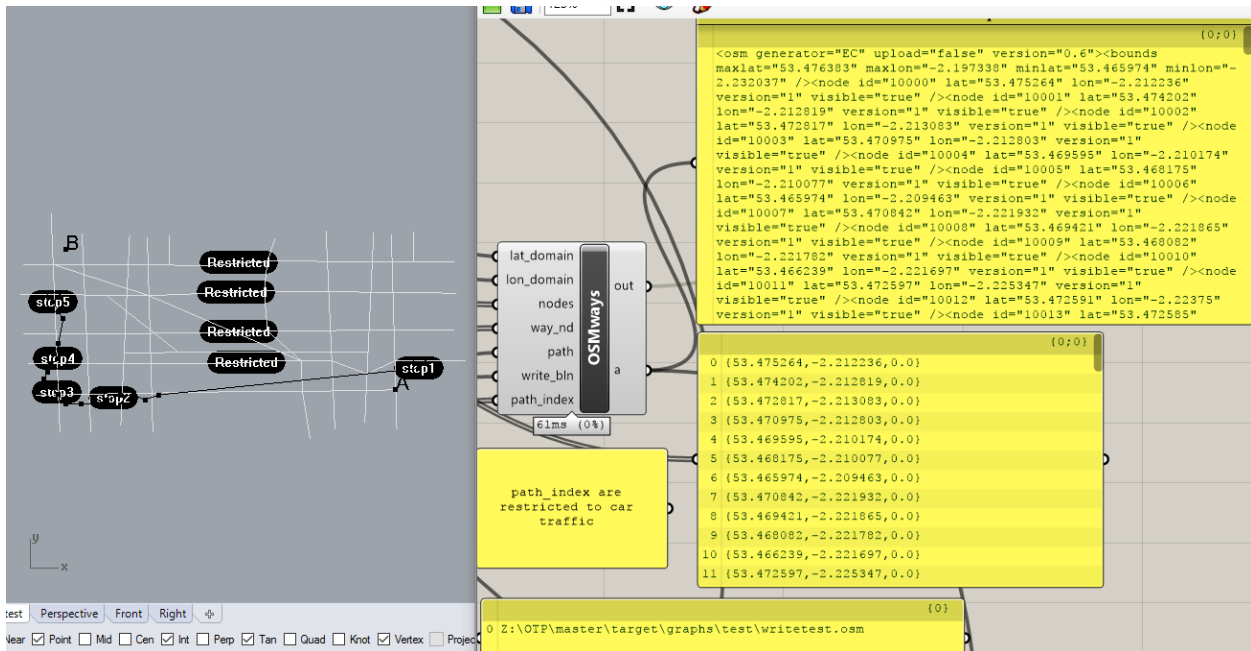 B
Restricted
Restricted
stop5
Restricted
Restricted
stop4
stop1
A
stop3
stop2
y
x
test Perspective Front Right
Near Point Mid Cen Int Perp Tan Quad Knot Vertex Projec
lat_domain
lon_domain
nodes
way_nd
path
write_bln
path_index
OSMways
out
a
61ms (0%)
path_index are
restricted to car
traffic
{0;0}
<osm generator="EC" upload="false" version="0.6"><bounds
maxlat="53.476383" maxlon="-2.197338" minlat="53.465974" minlon="-
2.232037" /><node id="10000" lat="53.475264" lon="-2.212236"
version="1" visible="true" /><node id="10001" lat="53.474202"
lon="-2.212819" version="1" visible="true" /><node id="10002"
lat="53.472817" lon="-2.213083" version="1" visible="true" /><node
id="10003" lat="53.470975" lon="-2.212803" version="1"
visible="true" /><node id="10004" lat="53.469595" lon="-2.210174"
version="1" visible="true" /><node id="10005" lat="53.468175"
lon="-2.210077" version="1" visible="true" /><node id="10006"
lat="53.465974" lon="-2.209463" version="1" visible="true" /><node
id="10007" lat="53.470842" lon="-2.221932" version="1"
visible="true" /><node id="10008" lat="53.469421" lon="-2.221865"
version="1" visible="true" /><node id="10009" lat="53.468082"
lon="-2.221782" version="1" visible="true" /><node id="10010"
lat="53.466239" lon="-2.221697" version="1" visible="true" /><node
id="10011" lat="53.472597" lon="-2.225347" version="1"
visible="true" /><node id="10012" lat="53.472591" lon="-2.22375"
version="1" visible="true" /><node id="10013" lat="53.472585"
{0;0}
0 {53.475264,-2.212236,0.0}
1 {53.474202,-2.212819,0.0}
2 {53.472817,-2.213083,0.0}
3 {53.470975,-2.212803,0.0}
4 {53.469595,-2.210174,0.0}
5 {53.468175,-2.210077,0.0}
6 {53.465974,-2.209463,0.0}
7 {53.470842,-2.221932,0.0}
8 {53.469421,-2.221865,0.0}
9 {53.468082,-2.221782,0.0}
10 {53.466239,-2.221697,0.0}
11 {53.472597,-2.225347,0.0}
{0}
0 Z:\OTP\master\target\graphs\test\writetest.osm